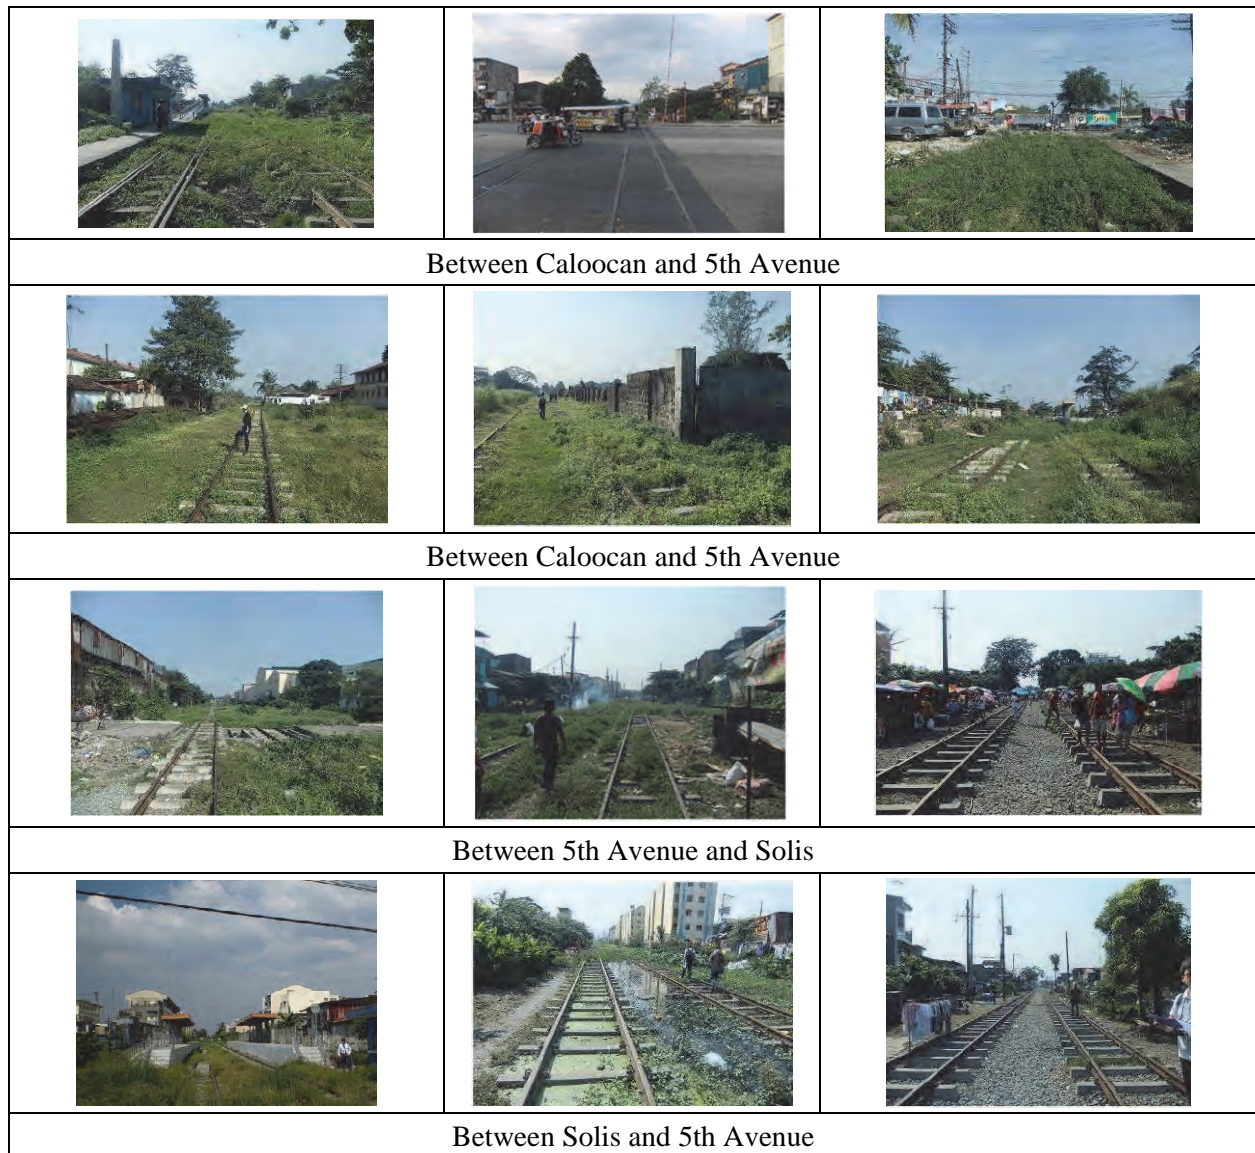 Between Caloocan and 5th Avenue
Between Caloocan and 5th Avenue
Between 5th Avenue and Solis
Between Solis and 5th Avenue